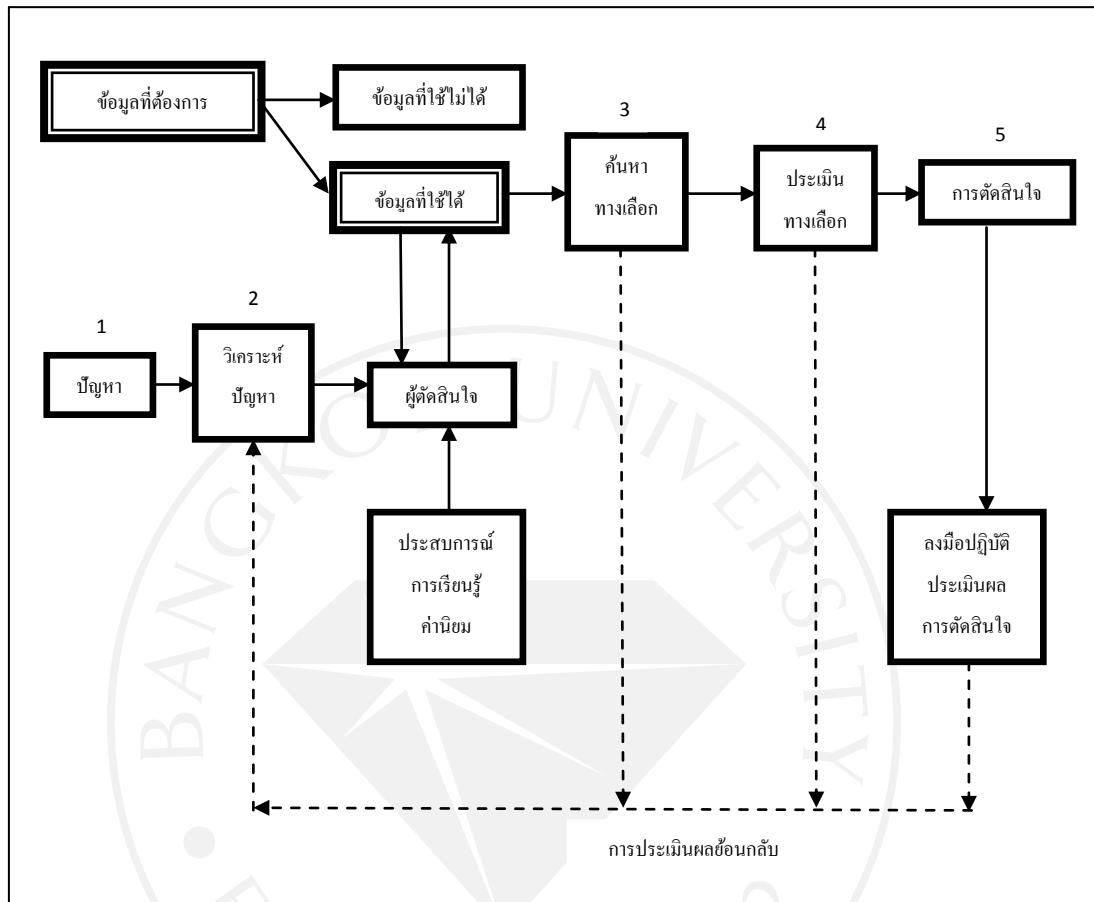 ข้อมูลที่ต้องการ
ข้อมูลที่ใช้ไม่ได้
ข้อมูลที่ใช้ได้
3
ค้นหา
ทางเลือก
4
ประเมิน
ทางเลือก
5
การตัดสินใจ
1
ปัญหา
2
วิเคราะห์
ปัญหา
ผู้ตัดสินใจ
ประสบการณ์
การเรียนรู้
ค่านิยม
ลงมือปฏิบัติ
ประเมินผล
การตัดสินใจ
การประเมินผลย้อนกลับ
BANGKOK UNIVERSITY